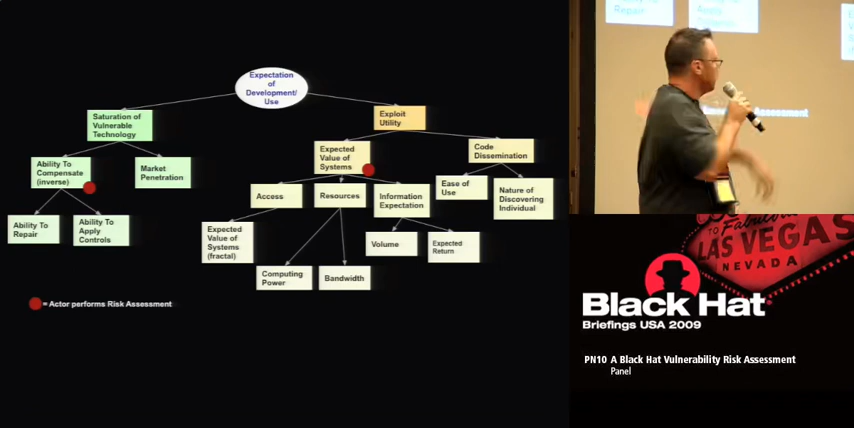 Expectation
of
Development/
Use
Saturation of
Vulnerable
Technology
Exploit
Utility
Ability To
Compensate
(inverse)
Market
Penetration
Expected
Value of
Systems
Code
Dissemination
Access
Resources
Information
Expectation
Ease of
Use
Nature of
Discovering
Individual
Ability To
Repair
Ability To
Apply
Controls
Expected
Value of
Systems
(fractal)
Volume
Expected
Return
Computing
Power
Bandwidth
= Actor performs Risk Assessment
Repair
Assessment
TO Fabulous
LAS VEGAS
NEVADA
Black Hat
Briefings USA 2009
PN10 A Black Hat Vulnerability Risk Assessment
Panel